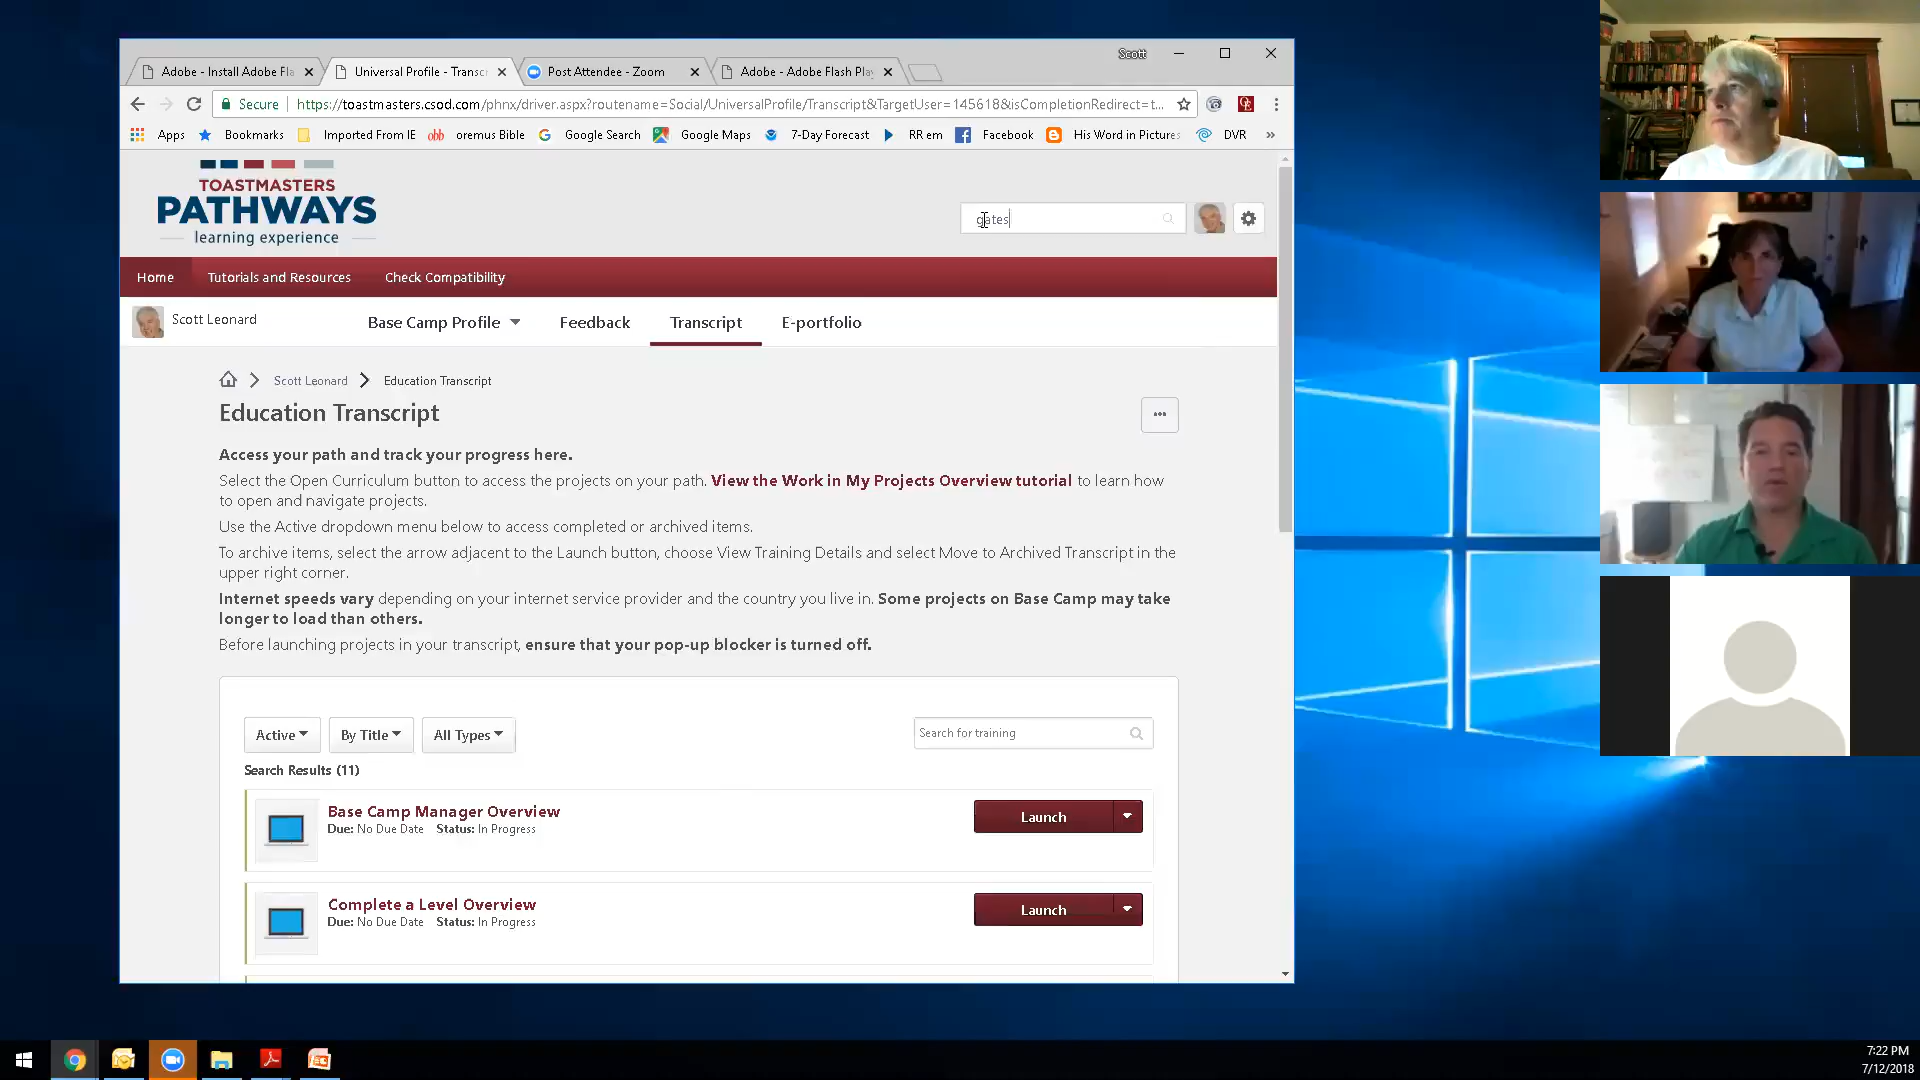 Scott
Adobe - Install Adobe Fla
Universal Profile - Transc
Post Attendee - Zoom
Adobe - Adobe Flash Play
Secure
https://toastmasters.csod.com/phnx/driver.aspx?routename=Social/UniversalProfile/Transcript&TargetUser=145618&isCompletionRedirect=t...
Apps Bookmarks Imported From IE obb oremus Bible Google Search Google Maps 7-Day Forecast RR em Facebook His Word in Pictures DVR »
TOASTMASTERS
PATHWAYS
learning experience
gates
Home Tutorials and Resources Check Compatibility
Scott Leonard
Base Camp Profile Feedback Transcript E-portfolio
Scott Leonard Education Transcript
Education Transcript
...
Access your path and track your progress here.
Select the Open Curriculum button to access the projects on your path. View the Work in My Projects Overview tutorial to learn how
to open and navigate projects.
Use the Active dropdown menu below to access completed or archived items.
To archive items, select the arrow adjacent to the Launch button, choose View Training Details and select Move to Archived Transcript in the
upper right corner.
Internet speeds vary depending on your internet service provider and the country you live in. Some projects on Base Camp may take
longer to load than others.
Before launching projects in your transcript, ensure that your pop-up blocker is turned off.
Active By Title All Types
Search for training
Search Results (11)
Base Camp Manager Overview
Due: No Due Date Status: In Progress
Launch
Complete a Level Overview
Due: No Due Date Status: In Progress
Launch
7:22 PM
7/12/2018